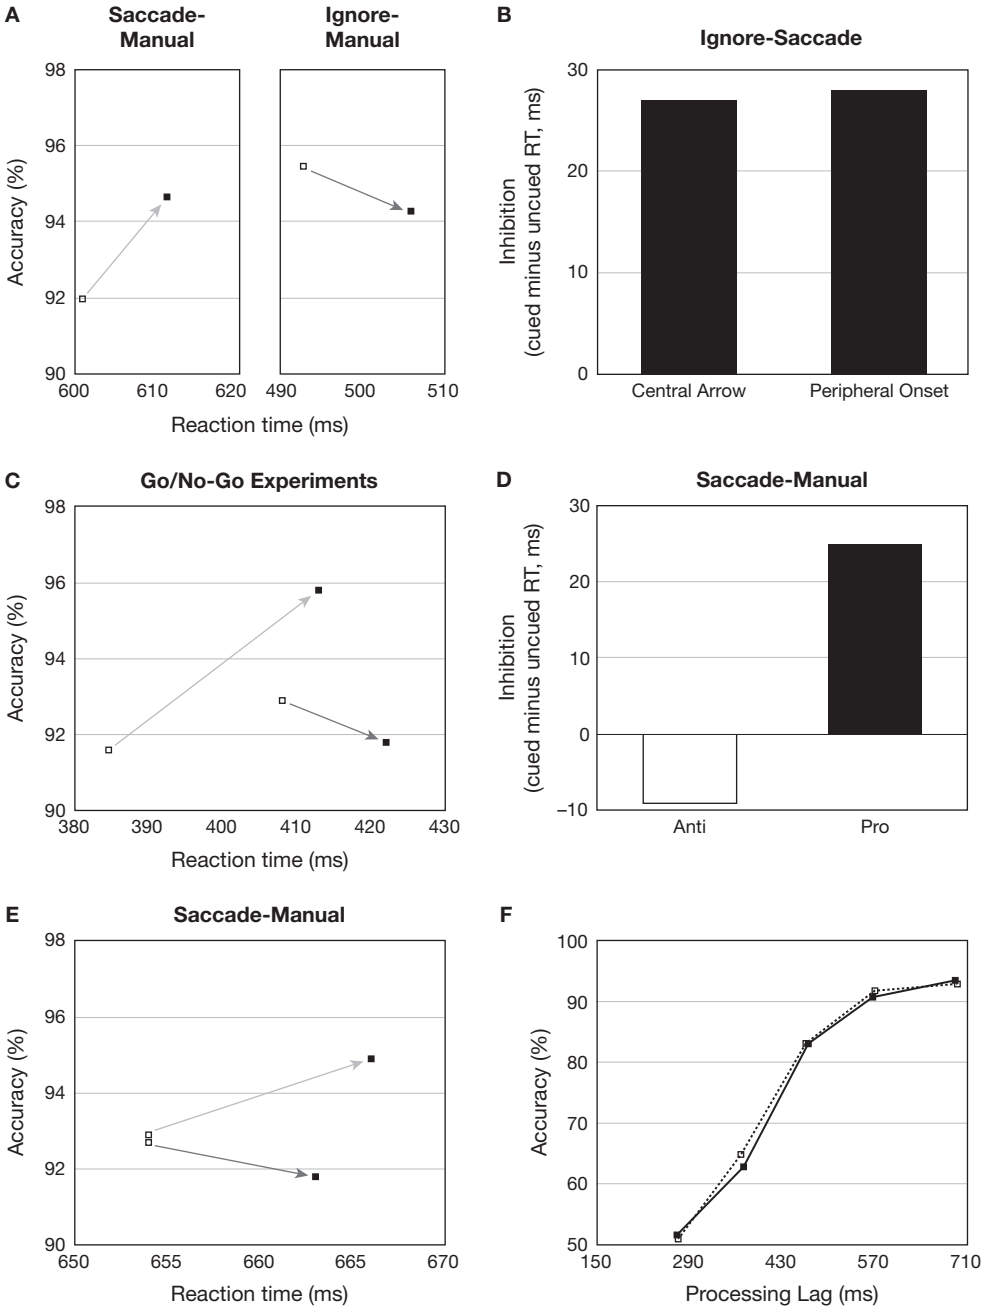 A
Saccade-
Manual
Ignore-
Manual
Accuracy (%)
98
96
94
92
90
600
610
620
490
500
510
Reaction time (ms)
B
Ignore-Saccade
Inhibition
(cued minus uncued RT, ms)
30
20
10
0
Central Arrow
Peripheral Onset
C
Go/No-Go Experiments
Accuracy (%)
98
96
94
92
90
380
390
400
410
420
430
Reaction time (ms)
D
Saccade-Manual
Inhibition
(cued minus uncued RT, ms)
30
20
10
0
–10
Anti
Pro
E
Saccade-Manual
Accuracy (%)
98
96
94
92
90
650
655
660
665
670
Reaction time (ms)
F
Accuracy (%)
100
90
80
70
60
50
150
290
430
570
710
Processing Lag (ms)